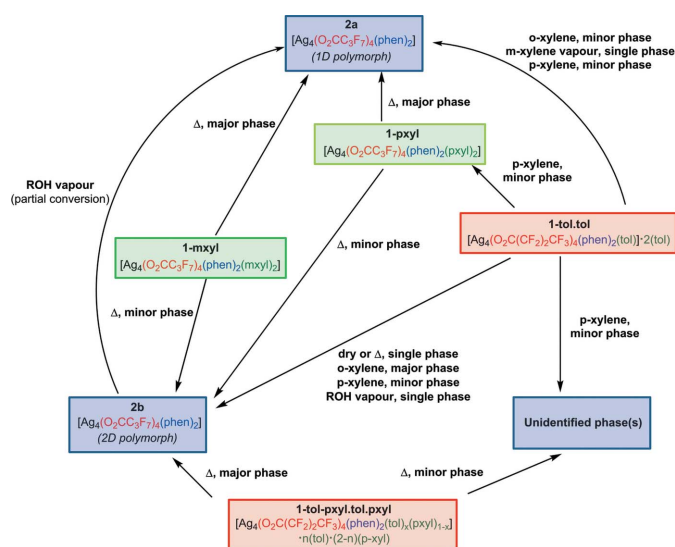 2a
[Ag4(O2CC3F7)4(phen)2]
(1D polymorph)
o-xylene, minor phase
m-xylene vapour, single phase
p-xylene, minor phase
Δ, major phase
Δ, major phase
1-pxyl
[Ag4(O2CC3F7)4(phen)2(pxyl)2]
p-xylene,
minor phase
ROH vapour
(partial conversion)
1-tol.tol
[Ag4(O2C(CF2)2CF3)4(phen)2(tol)]·2(tol)
1-mxyl
[Ag4(O2CC3F7)4(phen)2(mxyl)2]
Δ, minor phase
Δ, minor phase
p-xylene,
minor phase
dry or Δ, single phase
o-xylene, major phase
p-xylene, minor phase
ROH vapour, single phase
2b
[Ag4(O2CC3F7)4(phen)2]
(2D polymorph)
Unidentified phase(s)
Δ, major phase
Δ, minor phase
1-tol-pxyl.tol.pxyl
[Ag4(O2C(CF2)2CF3)4(phen)2(tol)x(pxyl)1-x]
·n(tol)·(2-n)(p-xyl)